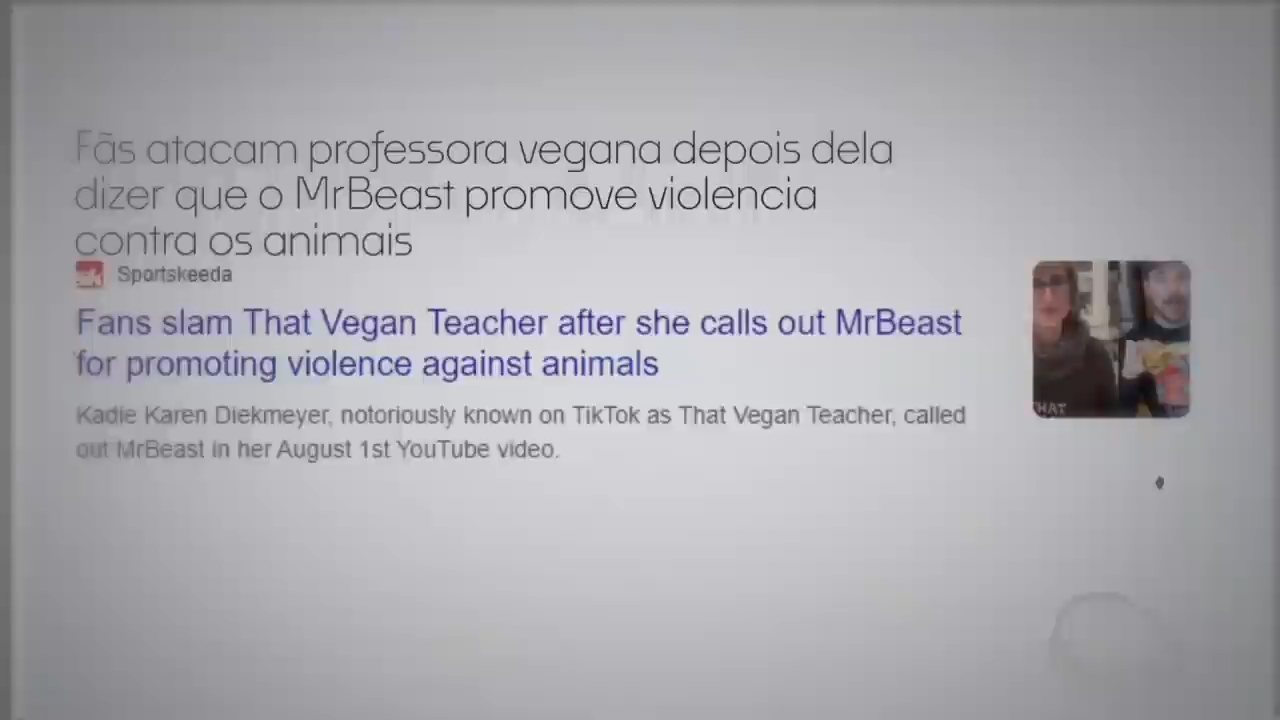 Fãs atacam professora vegana depois dela
dizer que o MrBeast promove violencia
contra os animais
sk Sportskeeda
Fans slam That Vegan Teacher after she calls out MrBeast
for promoting violence against animals
Kadie Karen Diekmeyer, notoriously known on TikTok as That Vegan Teacher, called
out MrBeast in her August 1st YouTube video.
THAT